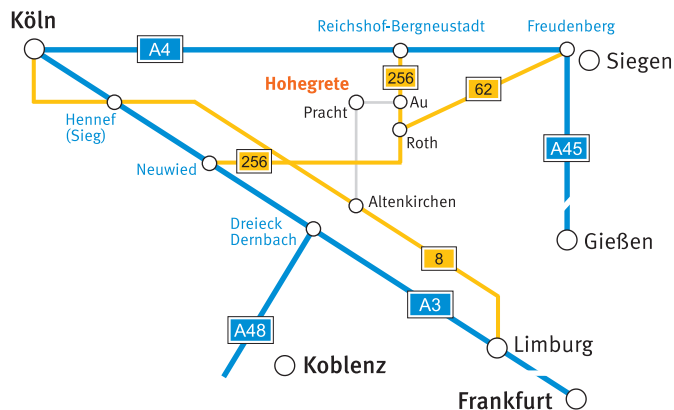 Köln
Reichshof-Bergneustadt
Freudenberg
A4
Siegen
256
Hohegrete
62
Pracht
Au
Hennef
(Sieg)
Roth
A45
Neuwied
256
Altenkirchen
Dreieck
Dernbach
Gießen
8
A3
A48
Limburg
Koblenz
Frankfurt